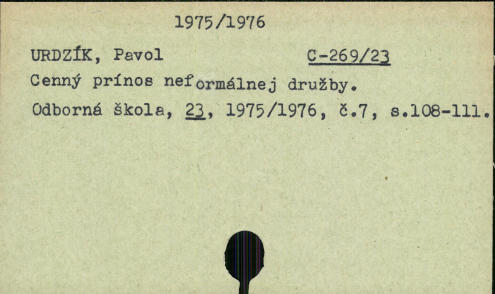 1975/1976
URDZÍK, Pavol C-269/23
Cenný prínos neformálnej družby.
Odborná škola, 23, 1975/1976, č.7, s.108-111.